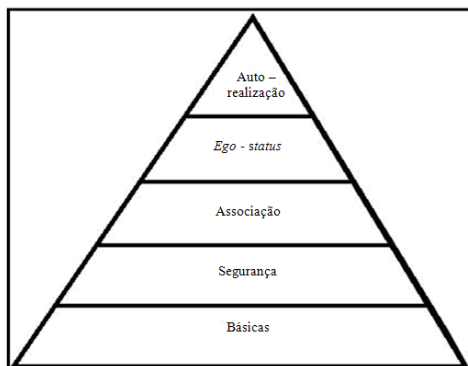 Auto –
realização
Ego - status
Associação
Segurança
Básicas